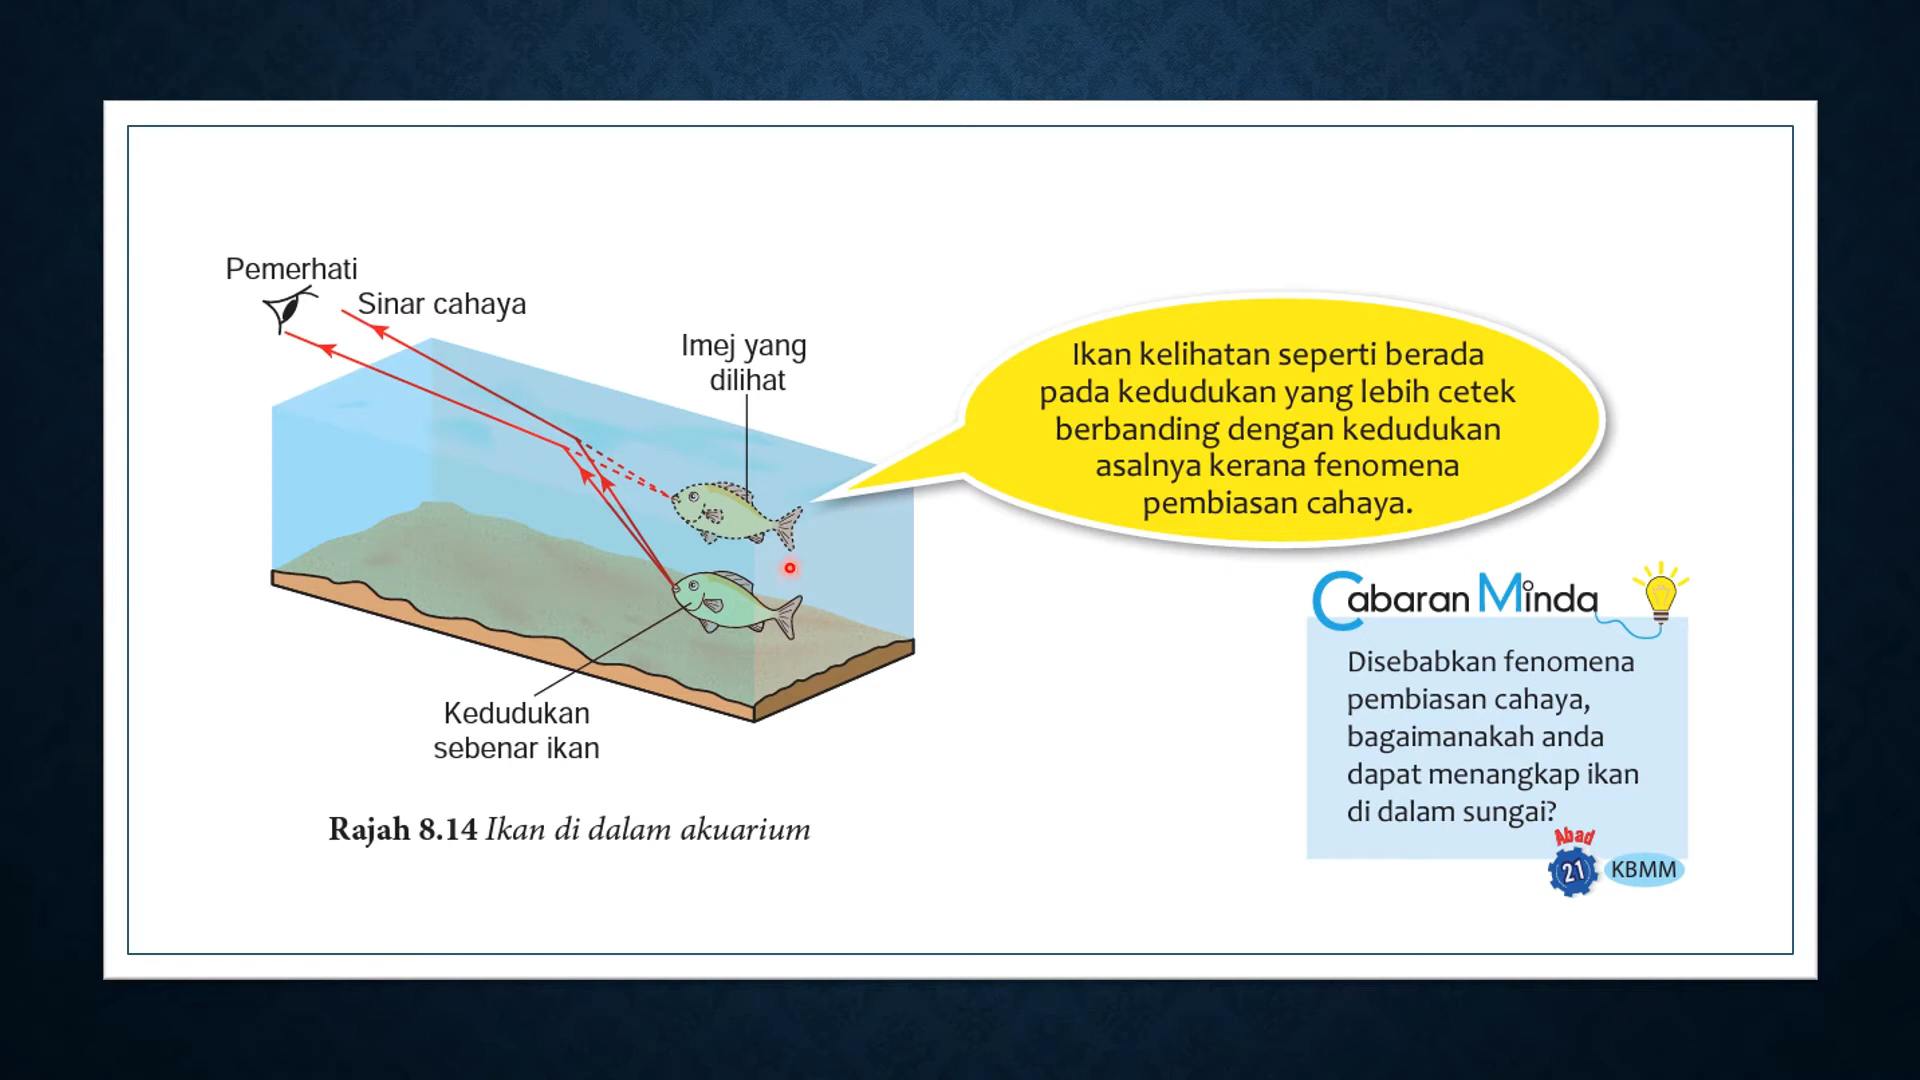 Pemerhati
Sinar cahaya
Imej yang
dilihat
Kedudukan
sebenar ikan
Rajah 8.14 Ikan di dalam akuarium
Ikan kelihatan seperti berada
pada kedudukan yang lebih cetek
berbanding dengan kedudukan
asalnya kerana fenomena
pembiasan cahaya.
Cabaran Minda
Disebabkan fenomena
pembiasan cahaya,
bagaimanakah anda
dapat menangkap ikan
di dalam sungai?
Abad
21
KBMM